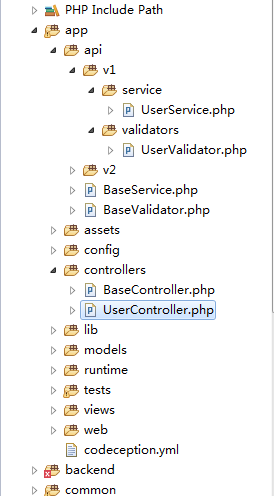 PHP Include Path
app
api
v1
service
UserService.php
validators
UserValidator.php
v2
BaseService.php
BaseValidator.php
assets
config
controllers
BaseController.php
UserController.php
lib
models
runtime
tests
views
web
codeception.yml
backend
common